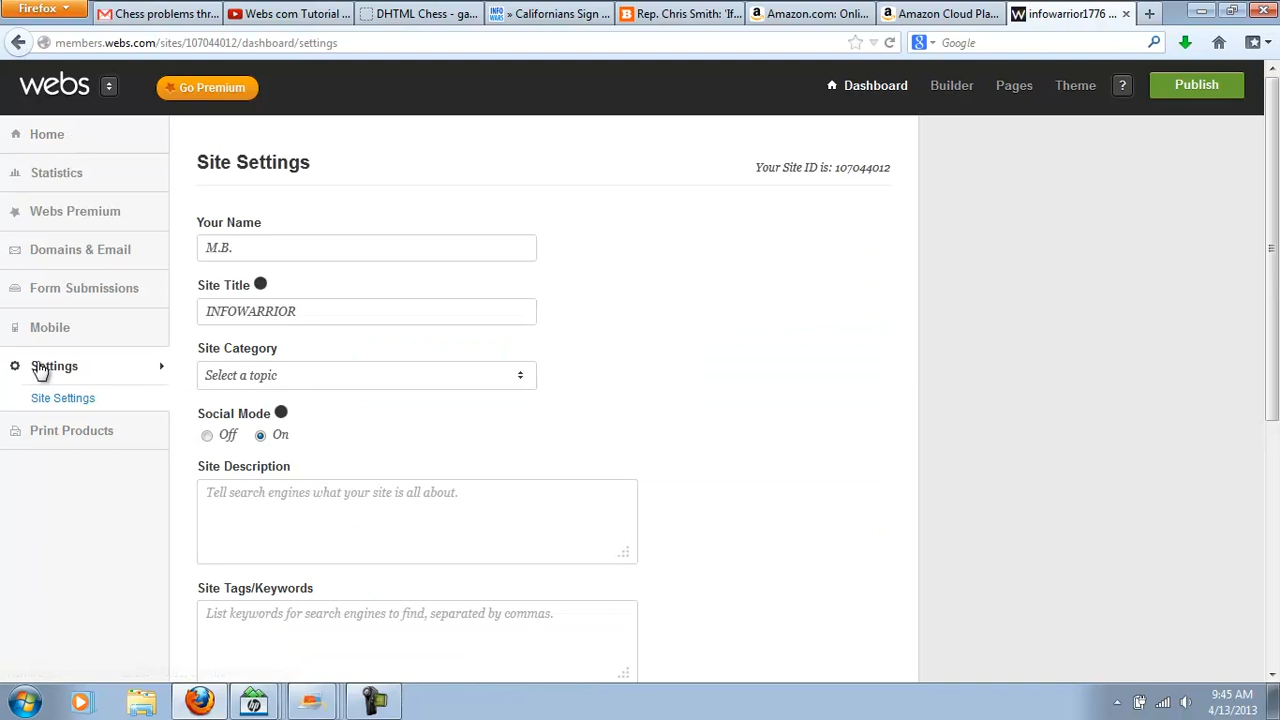 Firefox
Chess problems thr...
Webs com Tutorial ...
DHTML Chess - ga...
INFO WARS » Californians Sign ...
Rep. Chris Smith: 'If...
Amazon.com: Onli...
Amazon Cloud Pla...
infowarrior1776 ...
members.webs.com/sites/107044012/dashboard/settings
Google
webs
Go Premium
Dashboard
Builder
Pages
Theme
?
Publish
Home
Statistics
Webs Premium
Domains & Email
Form Submissions
Mobile
Settings
Site Settings
Print Products
Site Settings
Your Site ID is: 107044012
Your Name
M.B.
Site Title
INFOWARRIOR
Site Category
Select a topic
Social Mode
Off On
Site Description
Tell search engines what your site is all about.
Site Tags/Keywords
List keywords for search engines to find, separated by commas.
hp
9:45 AM
4/13/2013